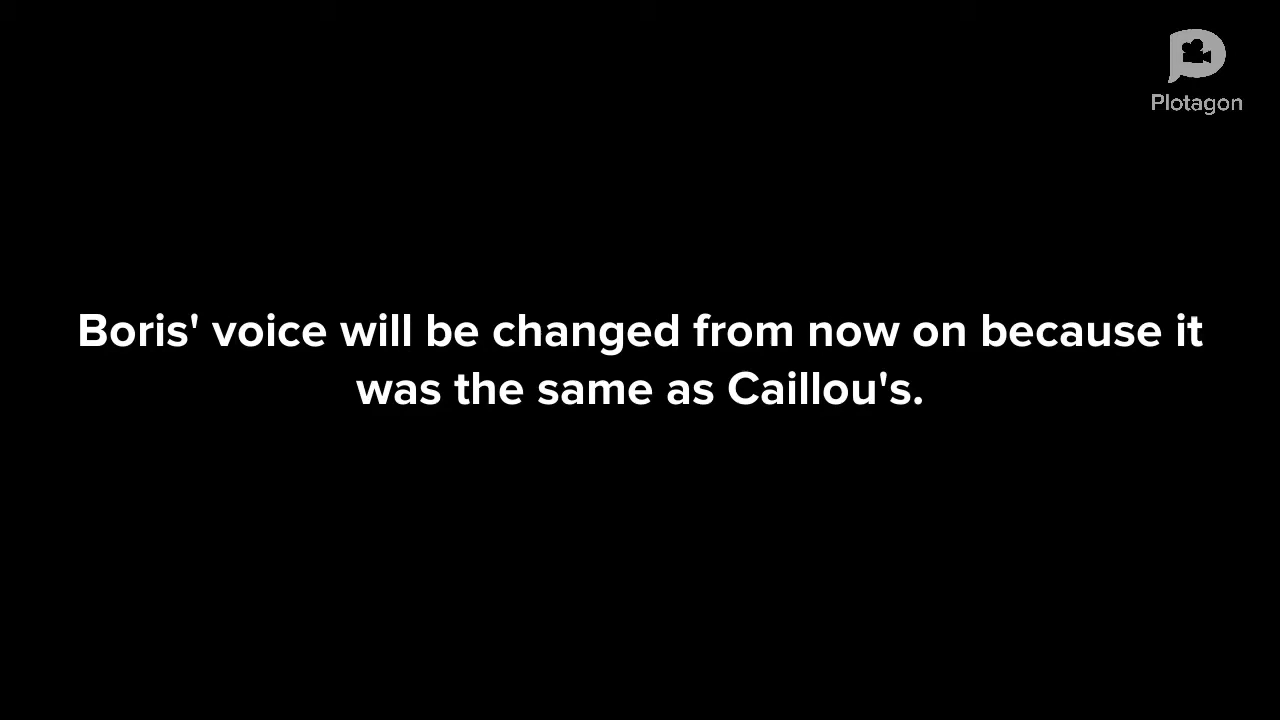 Plotagon
Boris' voice will be changed from now on because it
was the same as Caillou's.